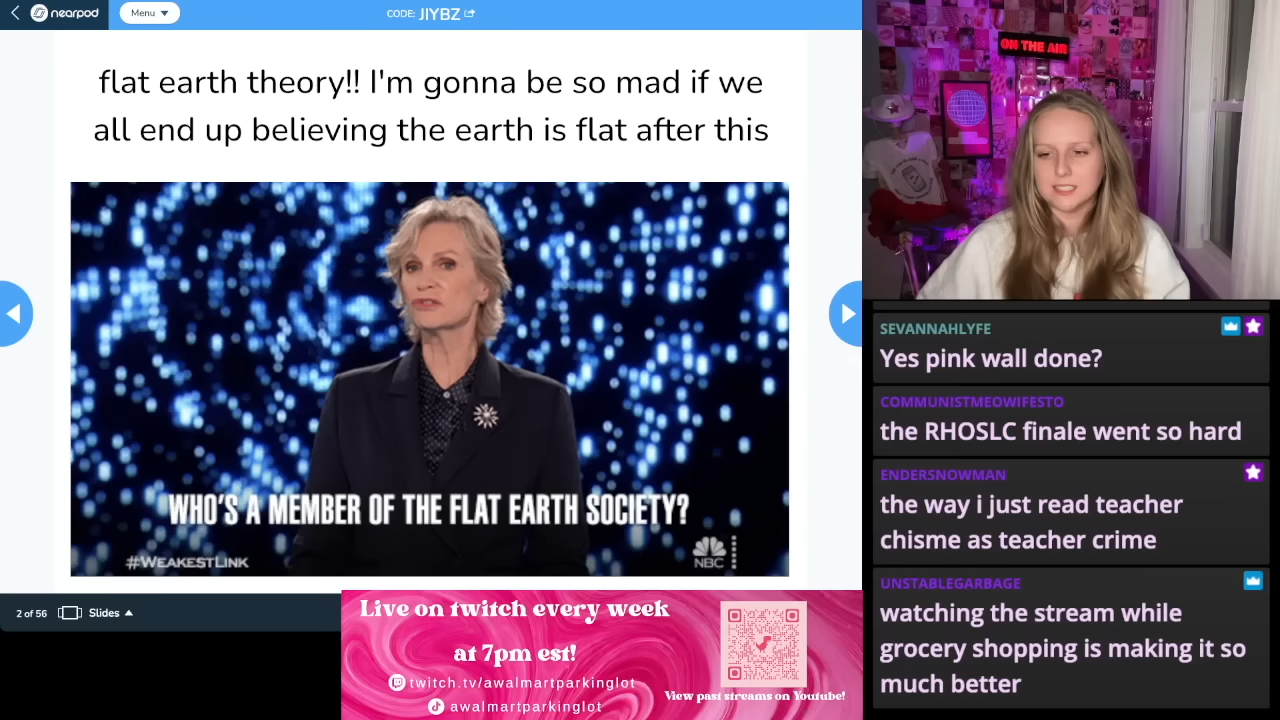 nearpod
Menu
CODE: JIYBZ
flat earth theory!! I'm gonna be so mad if we
all end up believing the earth is flat after this
WHO'S A MEMBER OF THE FLAT EARTH SOCIETY?
#WEAKESTLINK
NBC
2 of 56
Slides
Live on twitch every week
at 7pm est!
twitch.tv/awalmartparkinglot
awalmartparkinglot
View past streams on Youtube!
ON THE AIR
SEVANNAHLYFE
Yes pink wall done?
COMMUNISTMEOWIFESTO
the RHOSLC finale went so hard
ENDERSNOWMAN
the way i just read teacher
chisme as teacher crime
UNSTABLEGARBAGE
watching the stream while
grocery shopping is making it so
much better